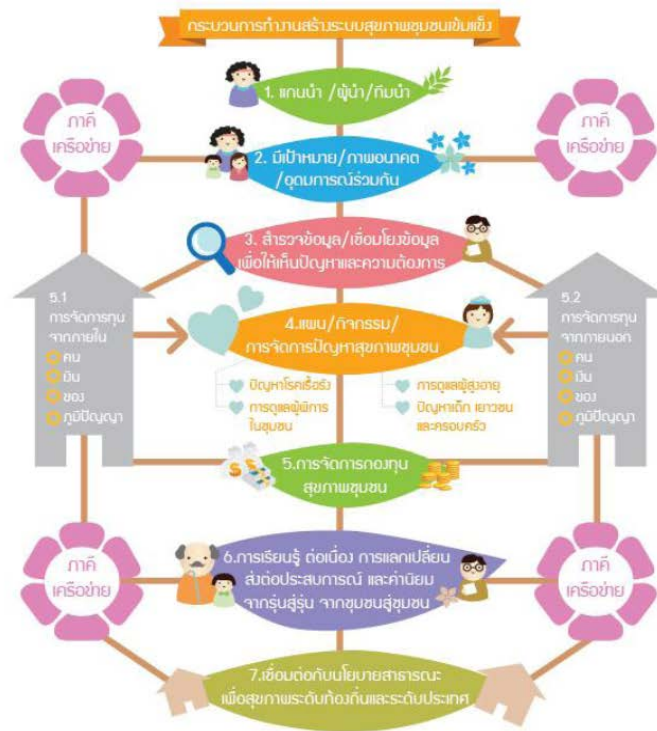 กระบวนการทำงานสร้างระบบสุขภาพชุมชนเข้มแข็ง
1. แกนนำ /ผู้นำ/ทีมนำ
ภาคี
เครือข่าย
2. มีเป้าหมาย/ภาพอนาคต
/อุดมการณ์ร่วมกัน
ภาคี
เครือข่าย
3. สำรวจข้อมูล/เชื่อมโยงข้อมูล
เพื่อให้เห็นปัญหาและความต้องการ
5.1
การจัดการทุน
จากภายใน
คน
เงิน
ของ
ภูมิปัญญา
4.แผน/กิจกรรม/
การจัดการปัญหาสุขภาพชุมชน
ปัญหาโรคเรื้อรัง
การดูแลผู้พิการ
ในชุมชน
การดูแลผู้สูงอายุ
ปัญหาเด็ก เยาวชน
และครอบครัว
5.2
การจัดการทุน
จากภายนอก
คน
เงิน
ของ
ภูมิปัญญา
5.การจัดการกองทุน
สุขภาพชุมชน
ภาคี
เครือข่าย
6.การเรียนรู้ ต่อเนื่อง การแลกเปลี่ยน
ส่งต่อประสบการณ์ และค่านิยม
จากรุ่นสู่รุ่น จากชุมชนสู่ชุมชน
ภาคี
เครือข่าย
7.เชื่อมต่อกับนโยบายสาธารณะ
เพื่อสุขภาพระดับท้องถิ่นและระดับประเทศ